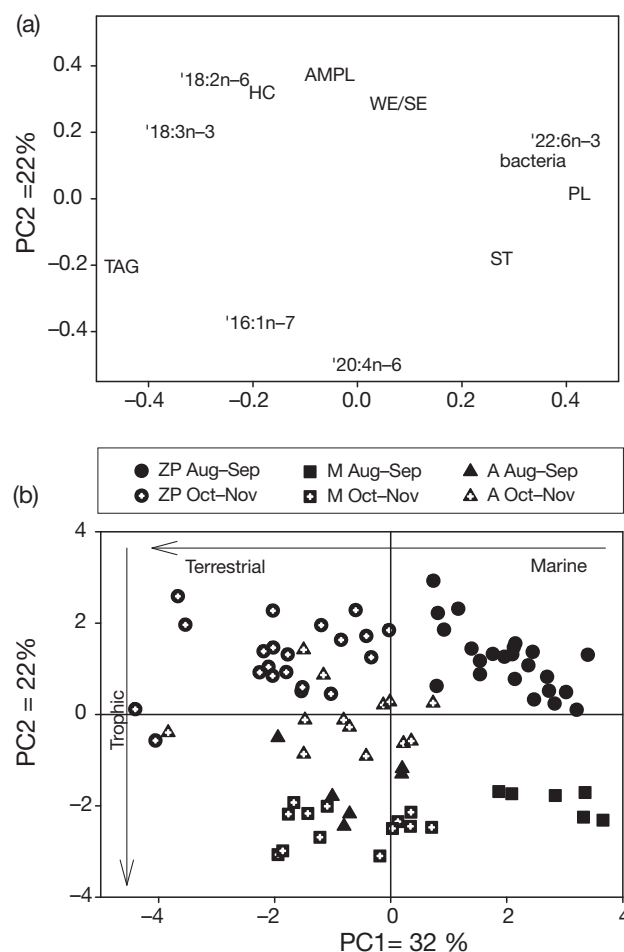 (a)
0.4
0.2
0.0
−0.2
−0.4
PC2 =22%
'18:2n–6
HC
AMPL
WE/SE
'18:3n–3
'22:6n–3
bacteria
PL
TAG
ST
'16:1n–7
'20:4n–6
−0.4 −0.2 0.0 0.2 0.4
ZP Aug–Sep M Aug–Sep A Aug–Sep
ZP Oct–Nov M Oct–Nov A Oct–Nov
(b)
4
2
0
−2
−4
PC2 = 22%
Terrestrial Marine
Trophic
−4 −2 0 2 4
PC1= 32 %